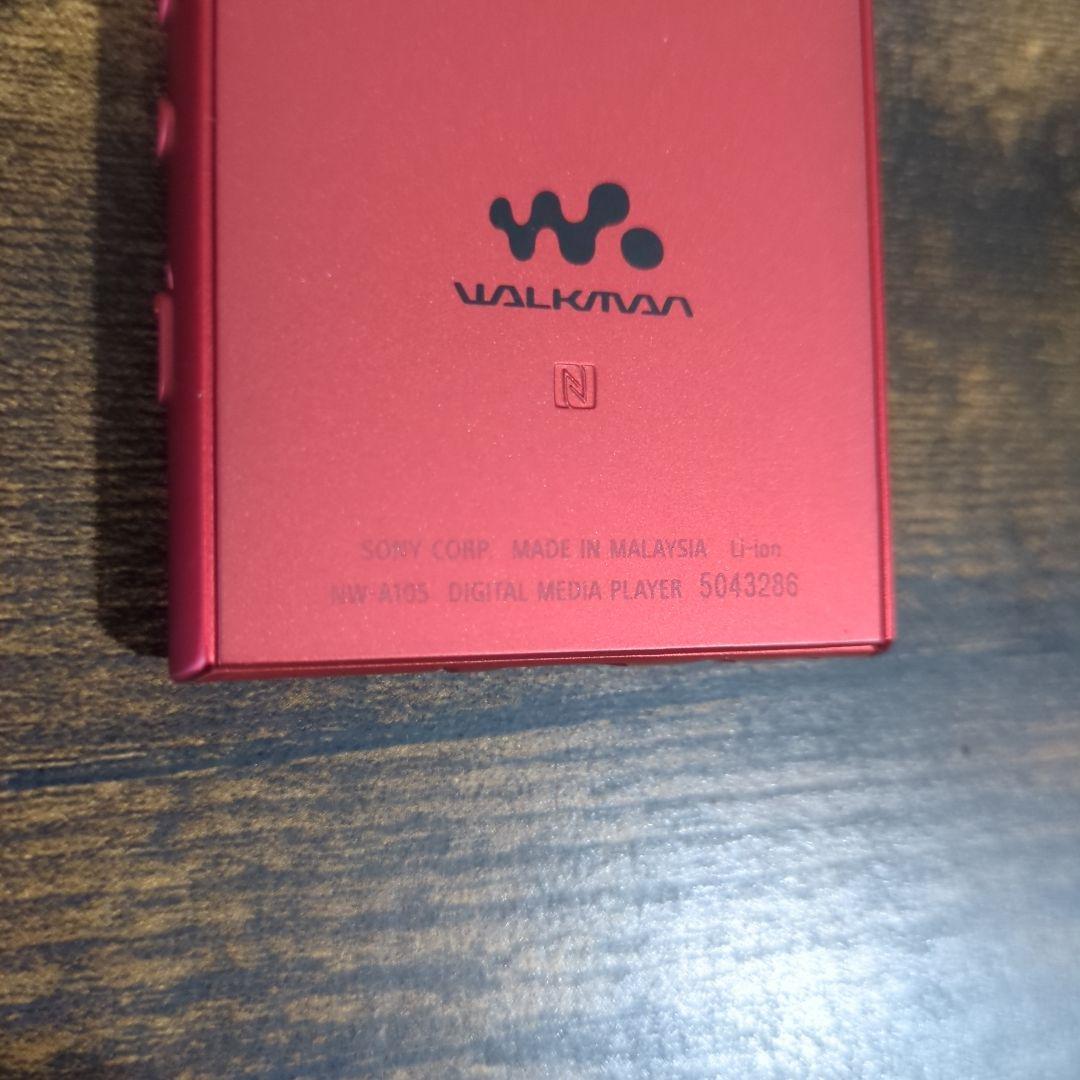 WALKMAN
SONY CORP. MADE IN MALAYSIA Li-ion
NW-A105 DIGITAL MEDIA PLAYER 5043286